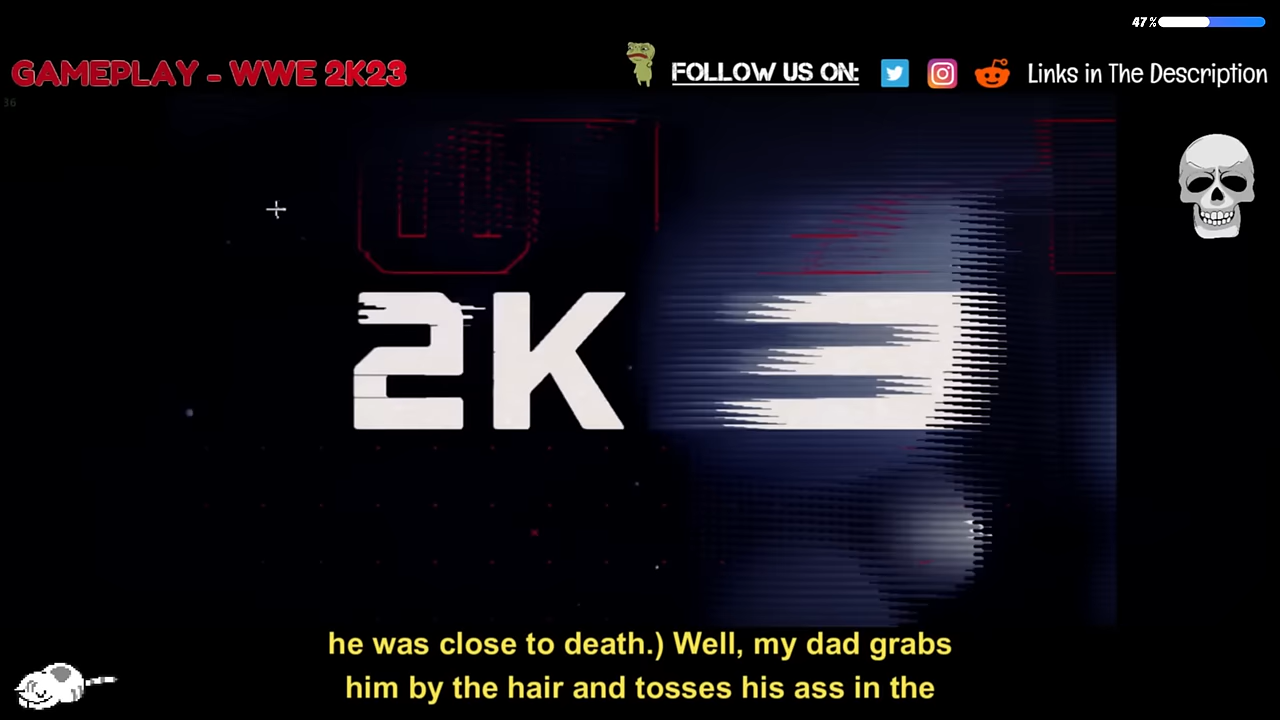 47%
GAMEPLAY - WWE 2K23
FOLLOW US ON:
Links in The Description
36
2K
he was close to death.) Well, my dad grabs
him by the hair and tosses his ass in the